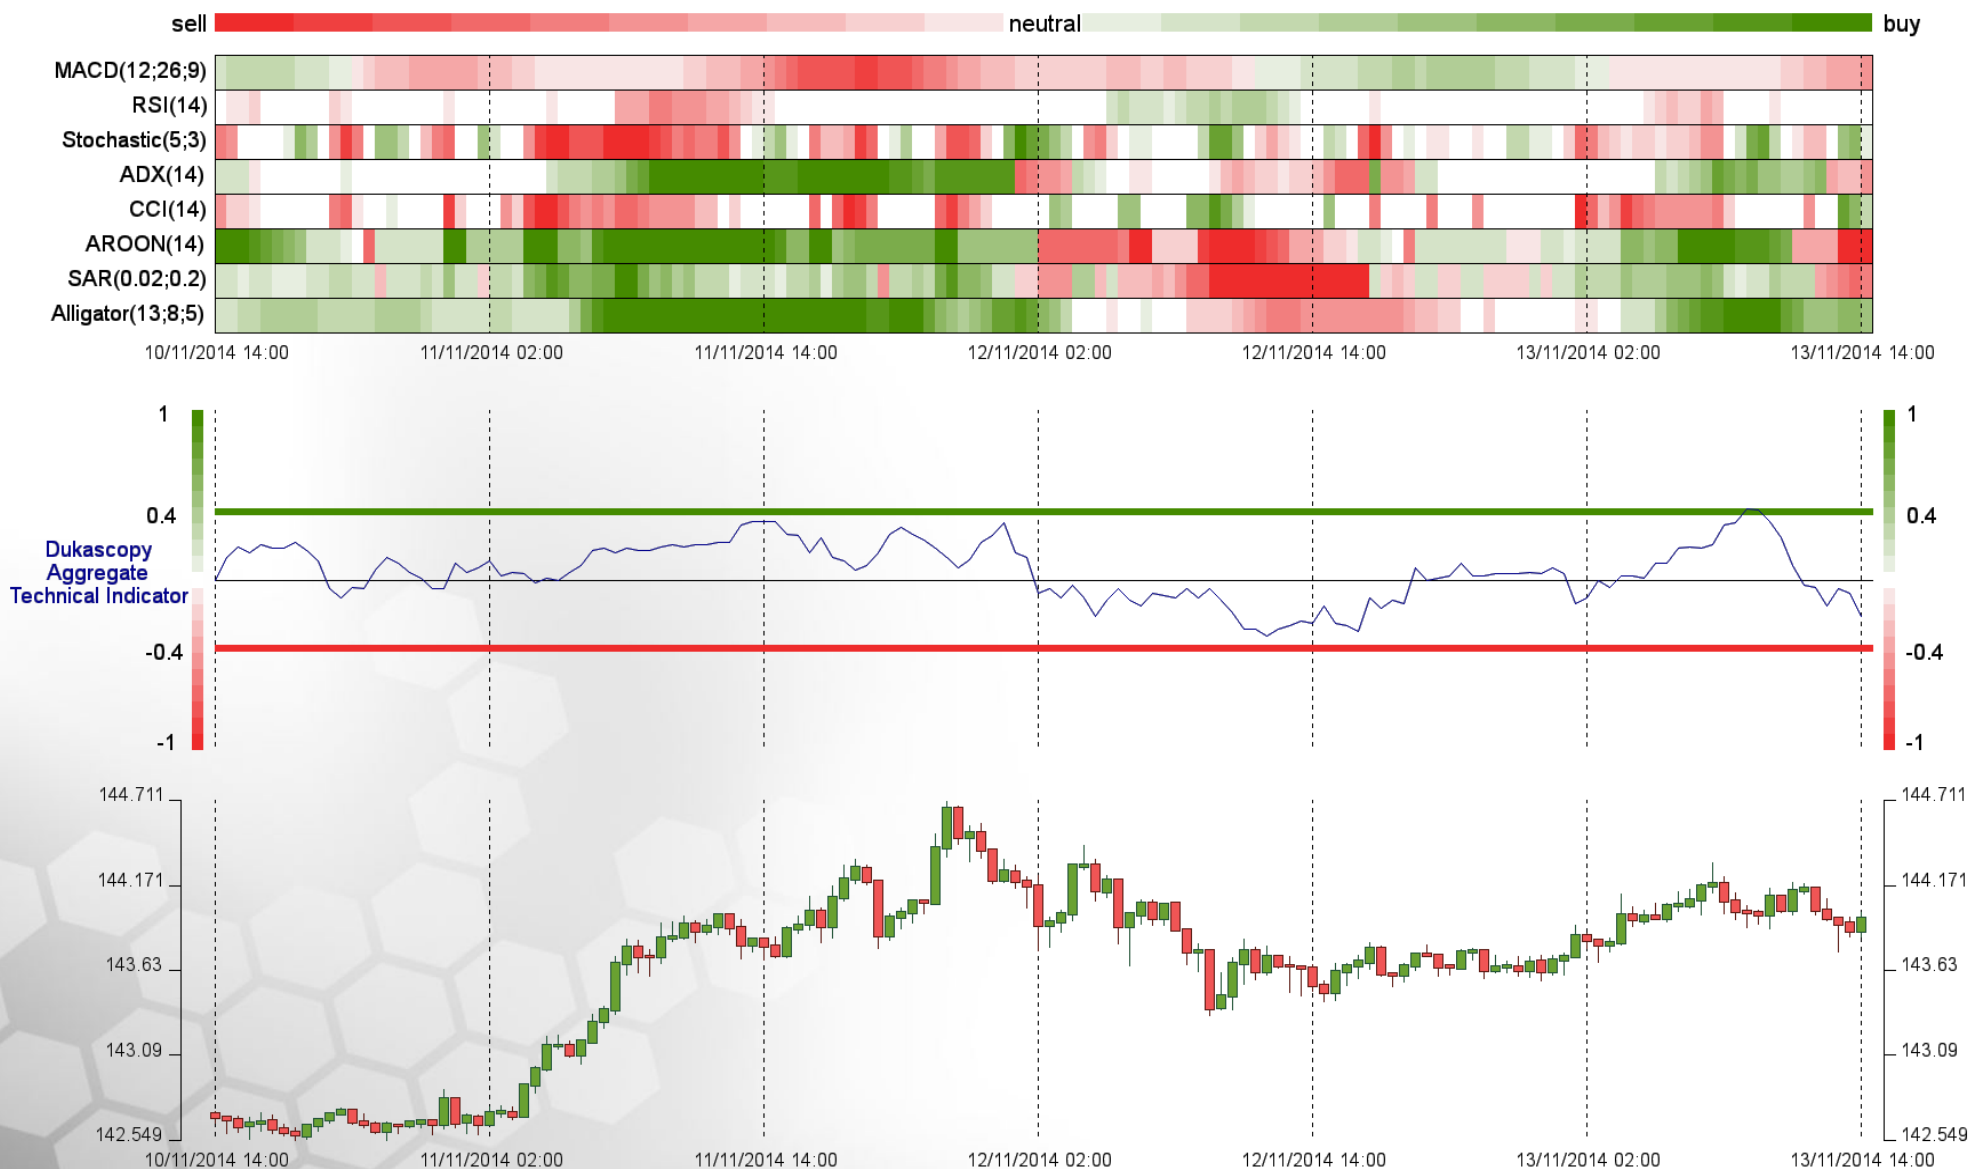 sell neutral buy
MACD(12;26;9)
RSI(14)
Stochastic(5;3)
ADX(14)
CCI(14)
AROON(14)
SAR(0.02;0.2)
Alligator(13;8;5)
10/11/2014 14:00 11/11/2014 02:00 11/11/2014 14:00 12/11/2014 02:00 12/11/2014 14:00 13/11/2014 02:00 13/11/2014 14:00
1 1
0.4 0.4
Dukascopy
Aggregate
Technical Indicator
-0.4 -0.4
-1 -1
144.711 144.711
144.171 144.171
143.63 143.63
143.09 143.09
142.549 142.549
10/11/2014 14:00 11/11/2014 02:00 11/11/2014 14:00 12/11/2014 02:00 12/11/2014 14:00 13/11/2014 02:00 13/11/2014 14:00